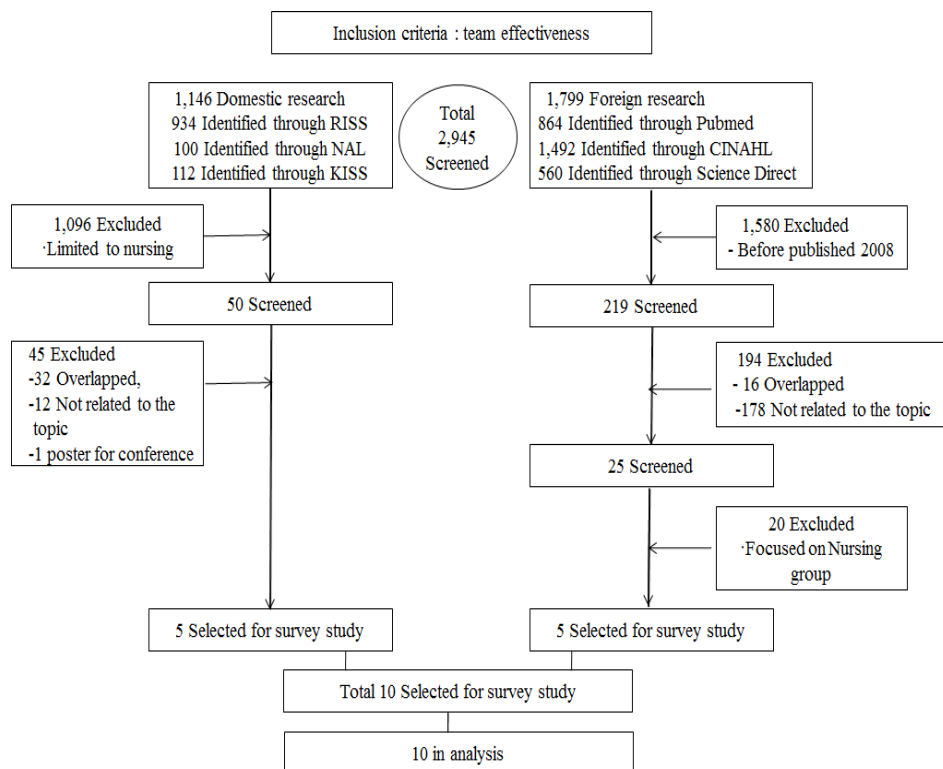 Inclusion criteria : team effectiveness
1,146 Domestic research
934 Identified through RISS
100 Identified through NAL
112 Identified through KISS
Total
2,945
Screened
1,799 Foreign research
864 Identified through Pubmed
1,492 Identified through CINAHL
560 Identified through Science Direct
1,096 Excluded
·Limited to nursing
1,580 Excluded
- Before published 2008
50 Screened
219 Screened
45 Excluded
-32 Overlapped,
-12 Not related to the
topic
-1 poster for conference
194 Excluded
- 16 Overlapped
-178 Not related to the topic
25 Screened
20 Excluded
·Focused on Nursing
group
5 Selected for survey study
5 Selected for survey study
Total 10 Selected for survey study
10 in analysis